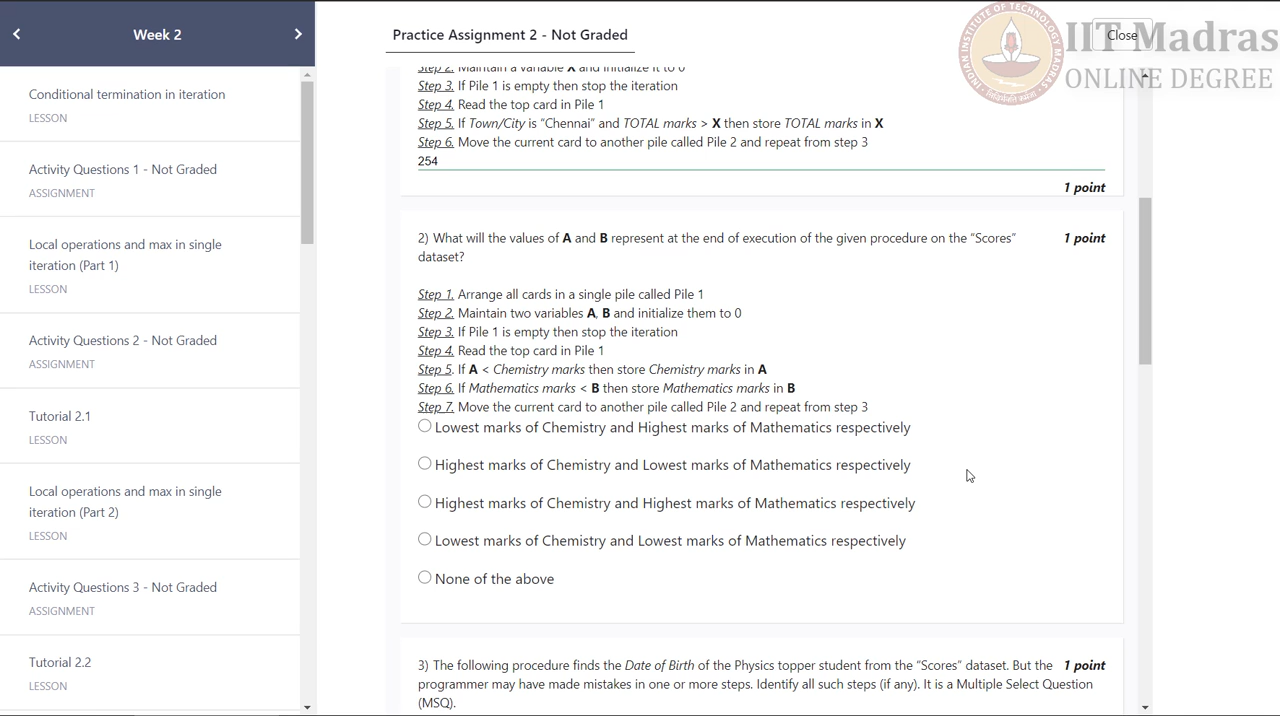 Week 2
Practice Assignment 2 - Not Graded
Close
IIT Madras
ONLINE DEGREE
INDIAN INSTITUTE OF TECHNOLOGY MADRAS
Conditional termination in iteration
LESSON
Activity Questions 1 - Not Graded
ASSIGNMENT
Local operations and max in single
iteration (Part 1)
LESSON
Activity Questions 2 - Not Graded
ASSIGNMENT
Tutorial 2.1
LESSON
Local operations and max in single
iteration (Part 2)
LESSON
Activity Questions 3 - Not Graded
ASSIGNMENT
Tutorial 2.2
LESSON
Step 2. Maintain a variable X and initialize it to 0
Step 3. If Pile 1 is empty then stop the iteration
Step 4. Read the top card in Pile 1
Step 5. If Town/City is “Chennai” and TOTAL marks > X then store TOTAL marks in X
Step 6. Move the current card to another pile called Pile 2 and repeat from step 3
254
1 point
2) What will the values of A and B represent at the end of execution of the given procedure on the “Scores” 1 point
dataset?
Step 1. Arrange all cards in a single pile called Pile 1
Step 2. Maintain two variables A, B and initialize them to 0
Step 3. If Pile 1 is empty then stop the iteration
Step 4. Read the top card in Pile 1
Step 5. If A < Chemistry marks then store Chemistry marks in A
Step 6. If Mathematics marks < B then store Mathematics marks in B
Step 7. Move the current card to another pile called Pile 2 and repeat from step 3
Lowest marks of Chemistry and Highest marks of Mathematics respectively
Highest marks of Chemistry and Lowest marks of Mathematics respectively
Highest marks of Chemistry and Highest marks of Mathematics respectively
Lowest marks of Chemistry and Lowest marks of Mathematics respectively
None of the above
3) The following procedure finds the Date of Birth of the Physics topper student from the “Scores” dataset. But the 1 point
programmer may have made mistakes in one or more steps. Identify all such steps (if any). It is a Multiple Select Question
(MSQ).